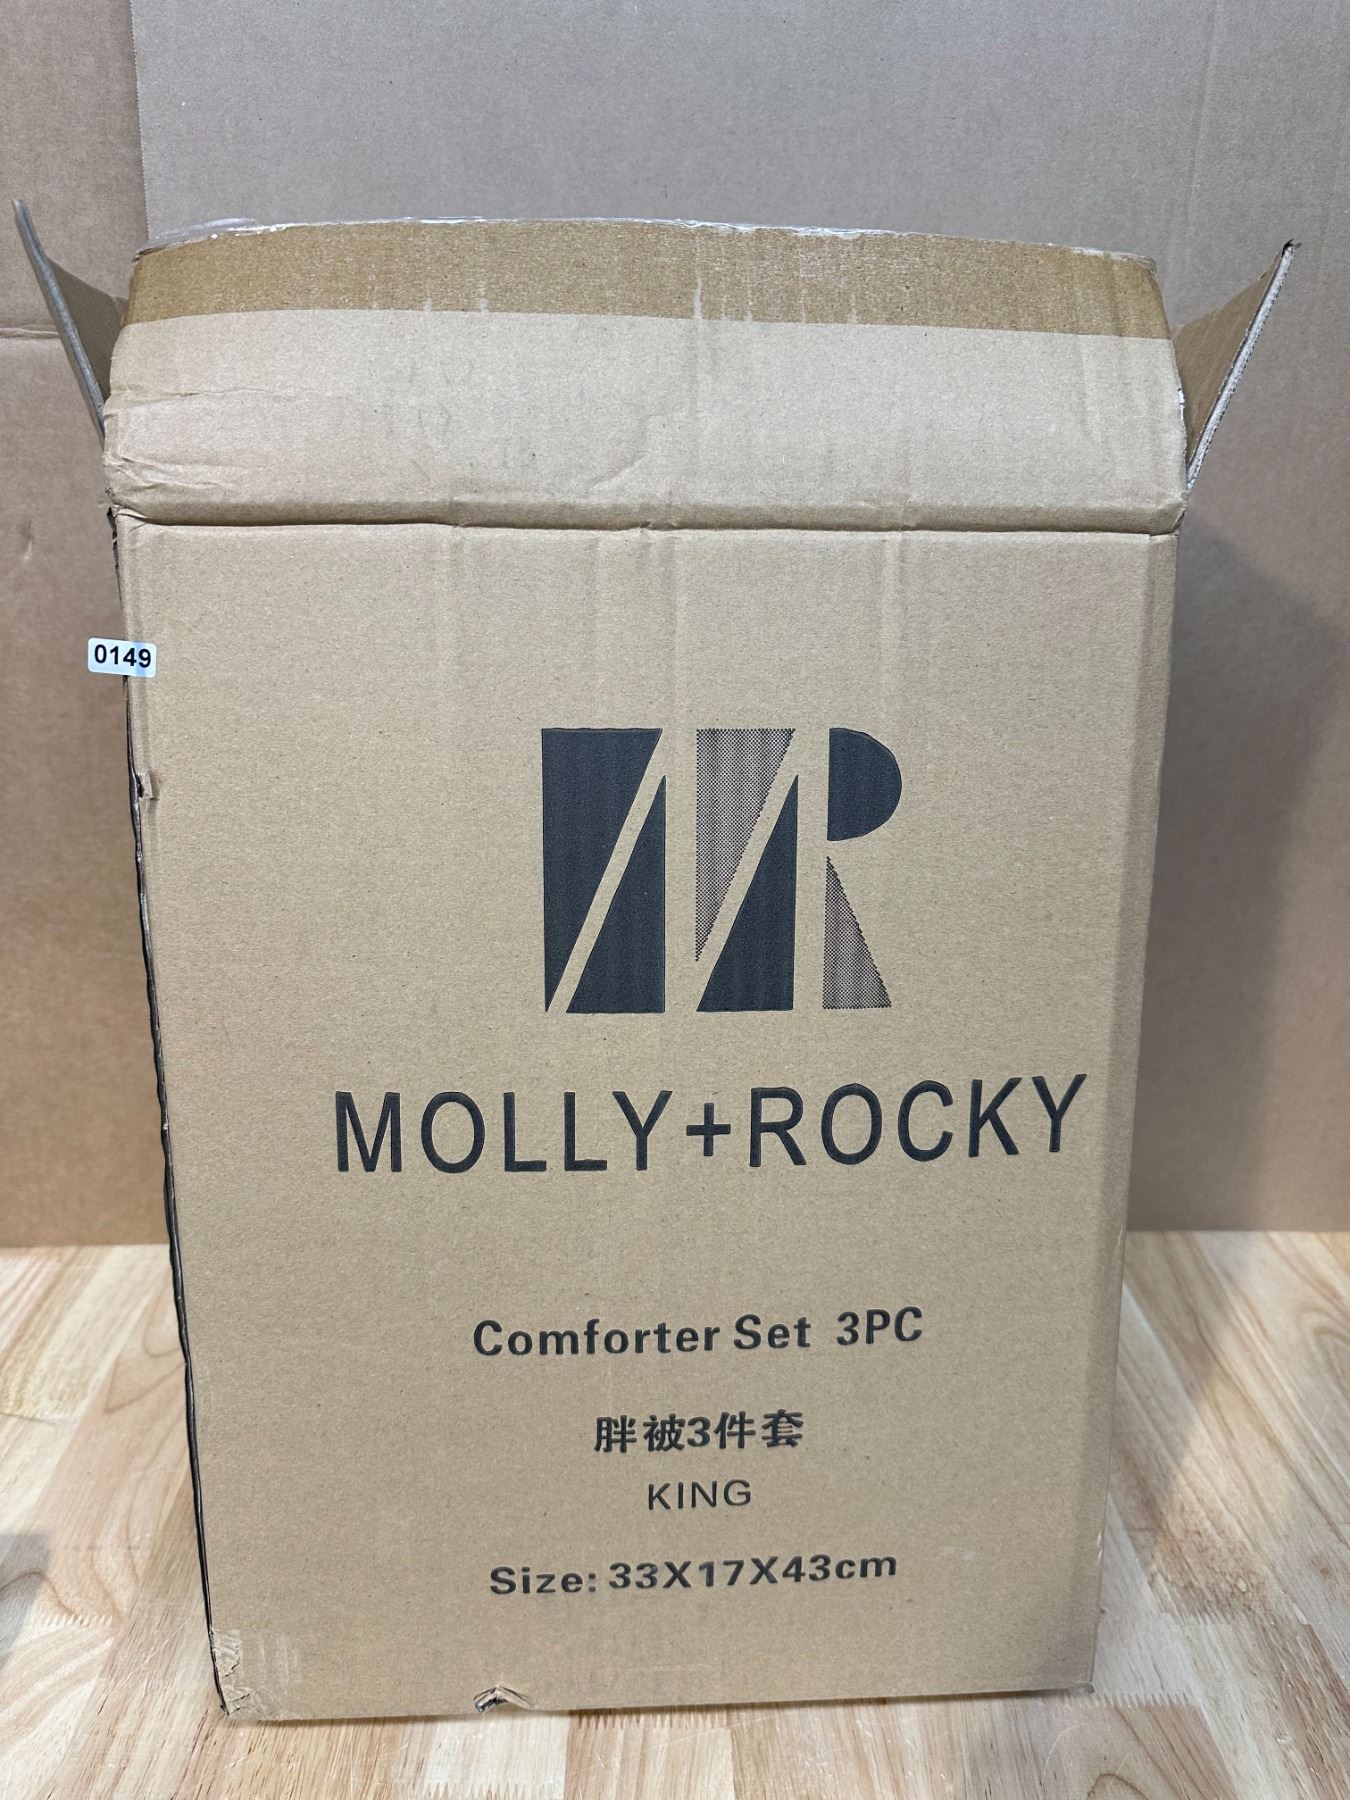 0149
MOLLY+ROCKY
Comforter Set 3PC
胖被3件套
KING
Size: 33X17X43cm